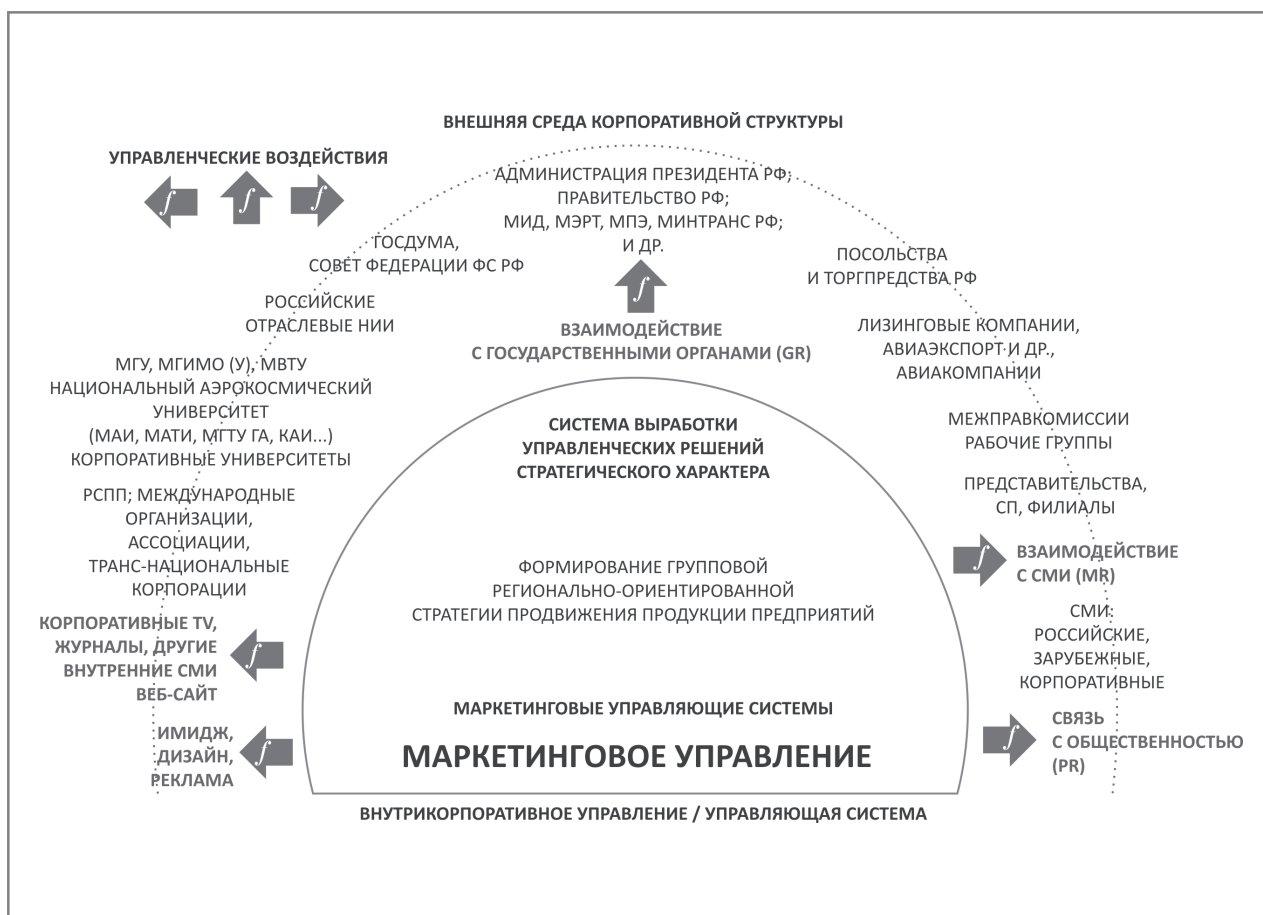 ВНЕШНЯЯ СРЕДА КОРПОРАТИВНОЙ СТРУКТУРЫ
УПРАВЛЕНЧЕСКИЕ ВОЗДЕЙСТВИЯ
f
f
f
АДМИНИСТРАЦИЯ ПРЕЗИДЕНТА РФ;
ПРАВИТЕЛЬСТВО РФ;
МИД, МЭРТ, МПЭ, МИНТРАНС РФ;
И ДР.
ГОСДУМА,
СОВЕТ ФЕДЕРАЦИИ ФС РФ
ПОСОЛЬСТВА
И ТОРГПРЕДСТВА РФ
f
РОССИЙСКИЕ
ОТРАСЛЕВЫЕ НИИ
ВЗАИМОДЕЙСТВИЕ
С ГОСУДАРСТВЕННЫМИ ОРГАНАМИ (GR)
ЛИЗИНГОВЫЕ КОМПАНИИ,
АВИАЭКСПОРТ И ДР.,
АВИАКОМПАНИИ
МГУ, МГИМО (У), МВТУ
НАЦИОНАЛЬНЫЙ АЭРОКОСМИЧЕСКИЙ
УНИВЕРСИТЕТ
(МАИ, МАТИ, МГТУ ГА, КАИ...)
КОРПОРАТИВНЫЕ УНИВЕРСИТЕТЫ
СИСТЕМА ВЫРАБОТКИ
УПРАВЛЕНЧЕСКИХ РЕШЕНИЙ
СТРАТЕГИЧЕСКОГО ХАРАКТЕРА
МЕЖПРАВКОМИССИИ
РАБОЧИЕ ГРУППЫ
ПРЕДСТАВИТЕЛЬСТВА,
СП, ФИЛИАЛЫ
РСПП; МЕЖДУНАРОДНЫЕ
ОРГАНИЗАЦИИ,
АССОЦИАЦИИ,
ТРАНС-НАЦИОНАЛЬНЫЕ
КОРПОРАЦИИ
ФОРМИРОВАНИЕ ГРУППОВОЙ
РЕГИОНАЛЬНО-ОРИЕНТИРОВАННОЙ
СТРАТЕГИИ ПРОДВИЖЕНИЯ ПРОДУКЦИИ ПРЕДПРИЯТИЙ
f
ВЗАИМОДЕЙСТВИЕ
С СМИ (MR)
СМИ:
РОССИЙСКИЕ,
ЗАРУБЕЖНЫЕ,
КОРПОРАТИВНЫЕ
КОРПОРАТИВНЫЕ TV,
ЖУРНАЛЫ, ДРУГИЕ
ВНУТРЕННИЕ СМИ
ВЕБ-САЙТ
f
МАРКЕТИНГОВЫЕ УПРАВЛЯЮЩИЕ СИСТЕМЫ
МАРКЕТИНГОВОЕ УПРАВЛЕНИЕ
ИМИДЖ,
ДИЗАЙН,
РЕКЛАМА
f
f
СВЯЗЬ
С ОБЩЕСТВЕННОСТЬЮ
(PR)
ВНУТРИКОРПОРАТИВНОЕ УПРАВЛЕНИЕ / УПРАВЛЯЮЩАЯ СИСТЕМА